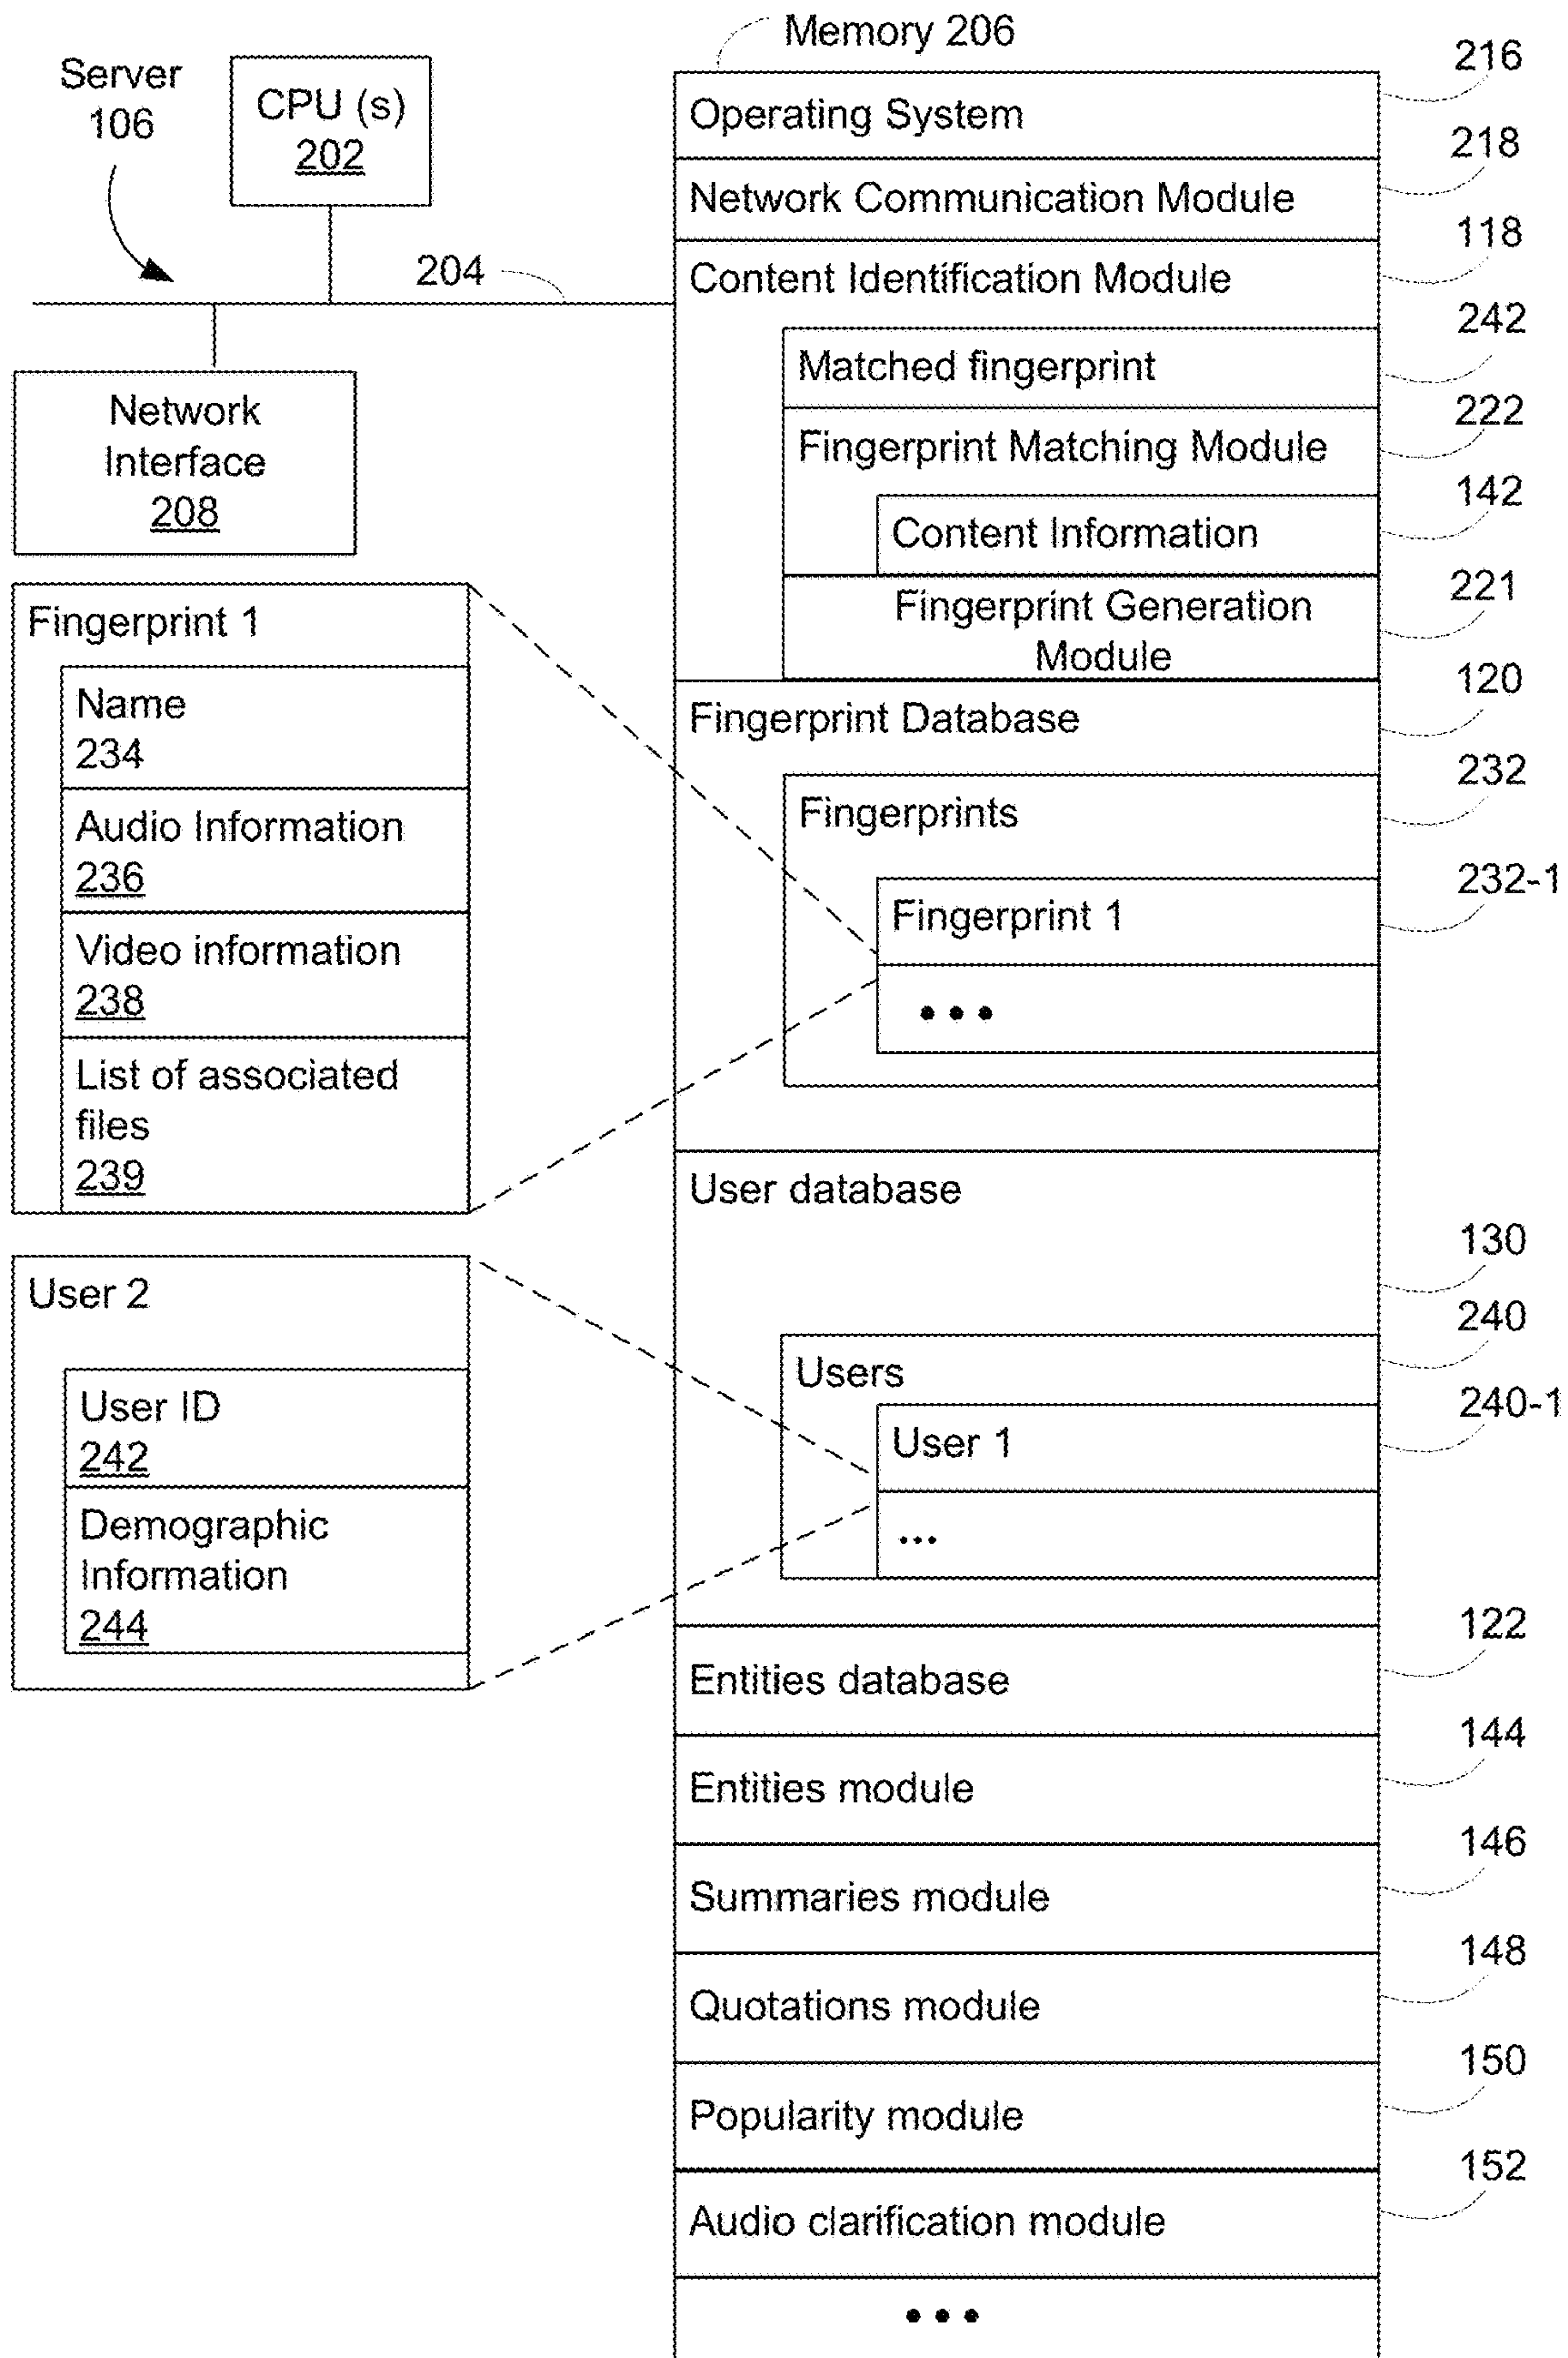 Memory 206
216
Server
106
CPU (s)
202
Operating System
218
Network Communication Module
118
204
Content Identification Module
242
Matched fingerprint
222
Network
Interface
208
Fingerprint Matching Module
142
Content Information
221
Fingerprint Generation
Module
Fingerprint 1
120
Name
234
Fingerprint Database
232
Audio Information
236
Fingerprints
232-1
Video information
238
Fingerprint 1
•••
List of associated
files
239
User database
130
User 2
240
Users
240-1
User ID
242
User 1
Demographic
Information
244
...
122
Entities database
144
Entities module
146
Summaries module
148
Quotations module
150
Popularity module
152
Audio clarification module
•••